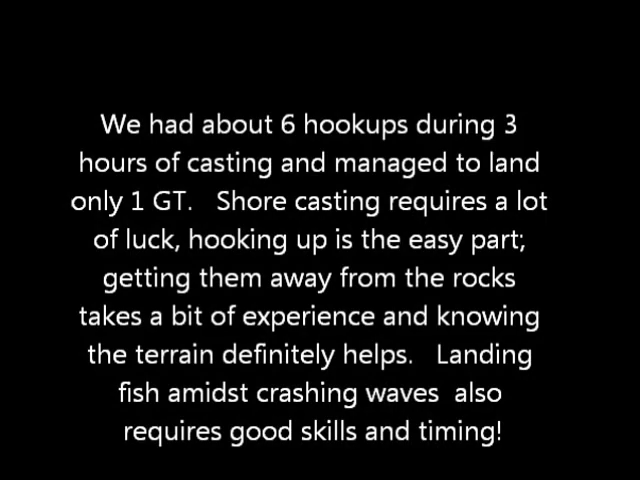 We had about 6 hookups during 3
hours of casting and managed to land
only 1 GT.   Shore casting requires a lot
of luck, hooking up is the easy part;
getting them away from the rocks
takes a bit of experience and knowing
the terrain definitely helps.   Landing
fish amidst crashing waves  also
requires good skills and timing!